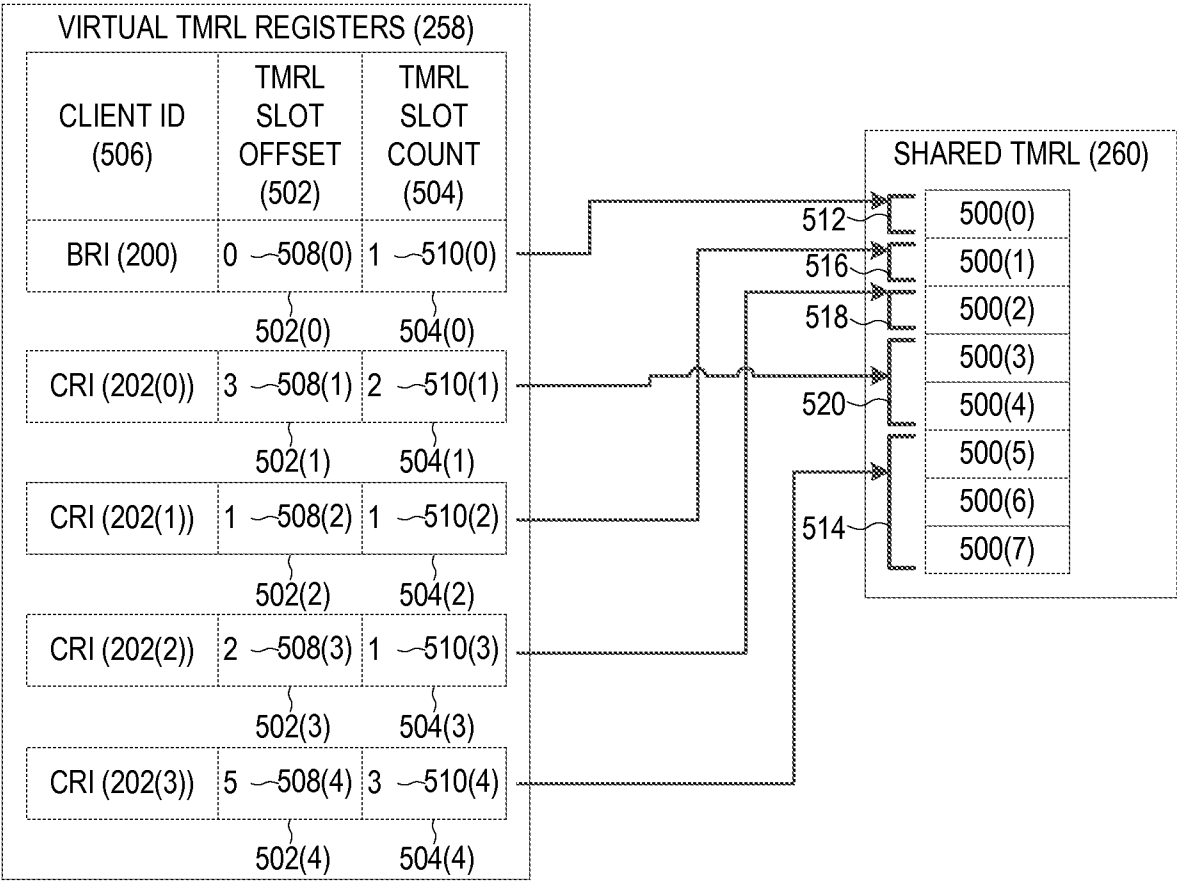 VIRTUAL TMRL REGISTERS (258)
CLIENT ID
(506)
TMRL
SLOT
OFFSET
(502)
TMRL
SLOT
COUNT
(504)
BRI (200) 0 508(0) 1 510(0)
502(0) 504(0)
CRI (202(0)) 3 508(1) 2 510(1)
502(1) 504(1)
CRI (202(1)) 1 508(2) 1 510(2)
502(2) 504(2)
CRI (202(2)) 2 508(3) 1 510(3)
502(3) 504(3)
CRI (202(3)) 5 508(4) 3 510(4)
502(4) 504(4)
SHARED TMRL (260)
512 500(0)
516 500(1)
518 500(2)
500(3)
520 500(4)
500(5)
514 500(6)
500(7)